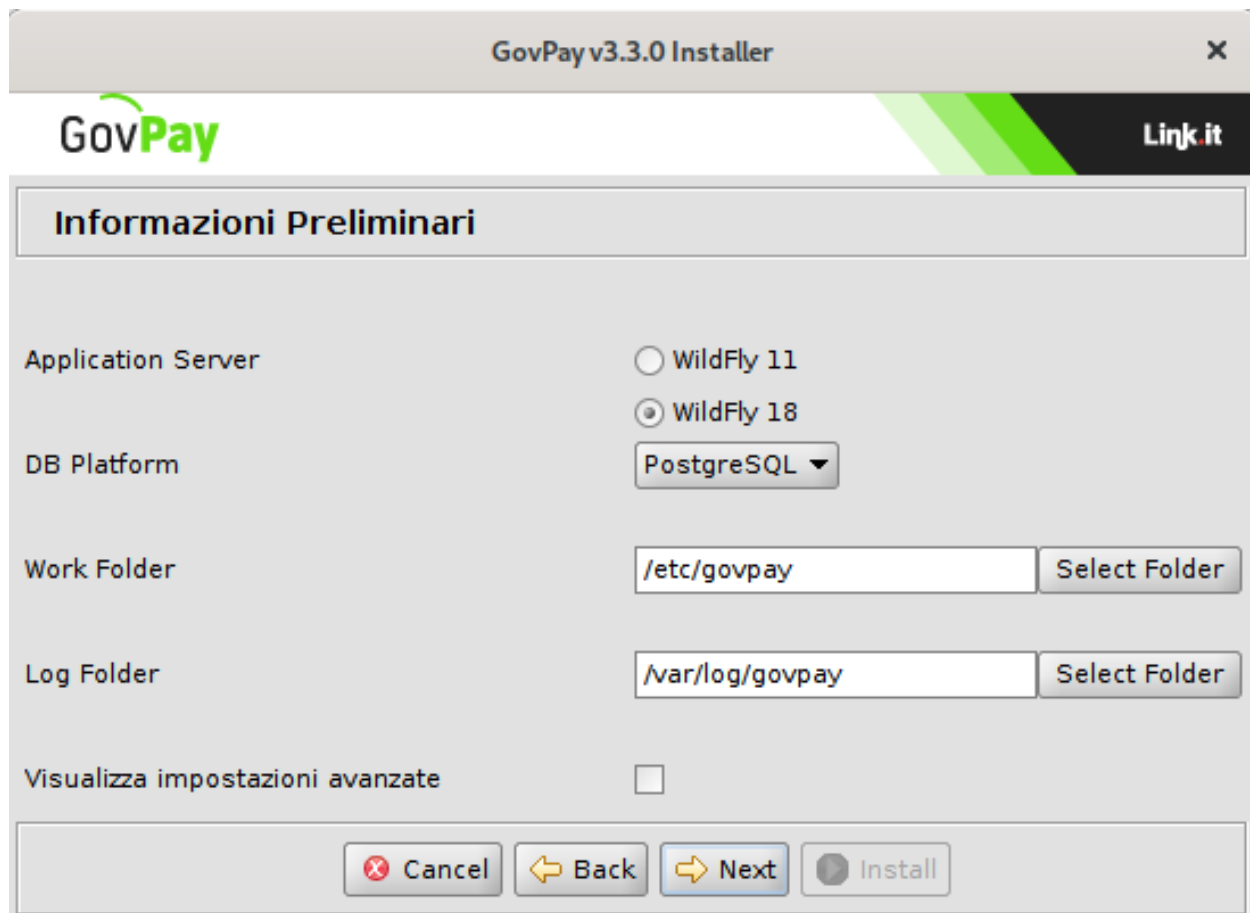 GovPay v3.3.0 Installer
GovPay
Link.it
Informazioni Preliminari
Application Server
WildFly 11
WildFly 18
DB Platform
PostgreSQL
Work Folder
/etc/govpay
Select Folder
Log Folder
/var/log/govpay
Select Folder
Visualizza impostazioni avanzate
Cancel
Back
Next
Install